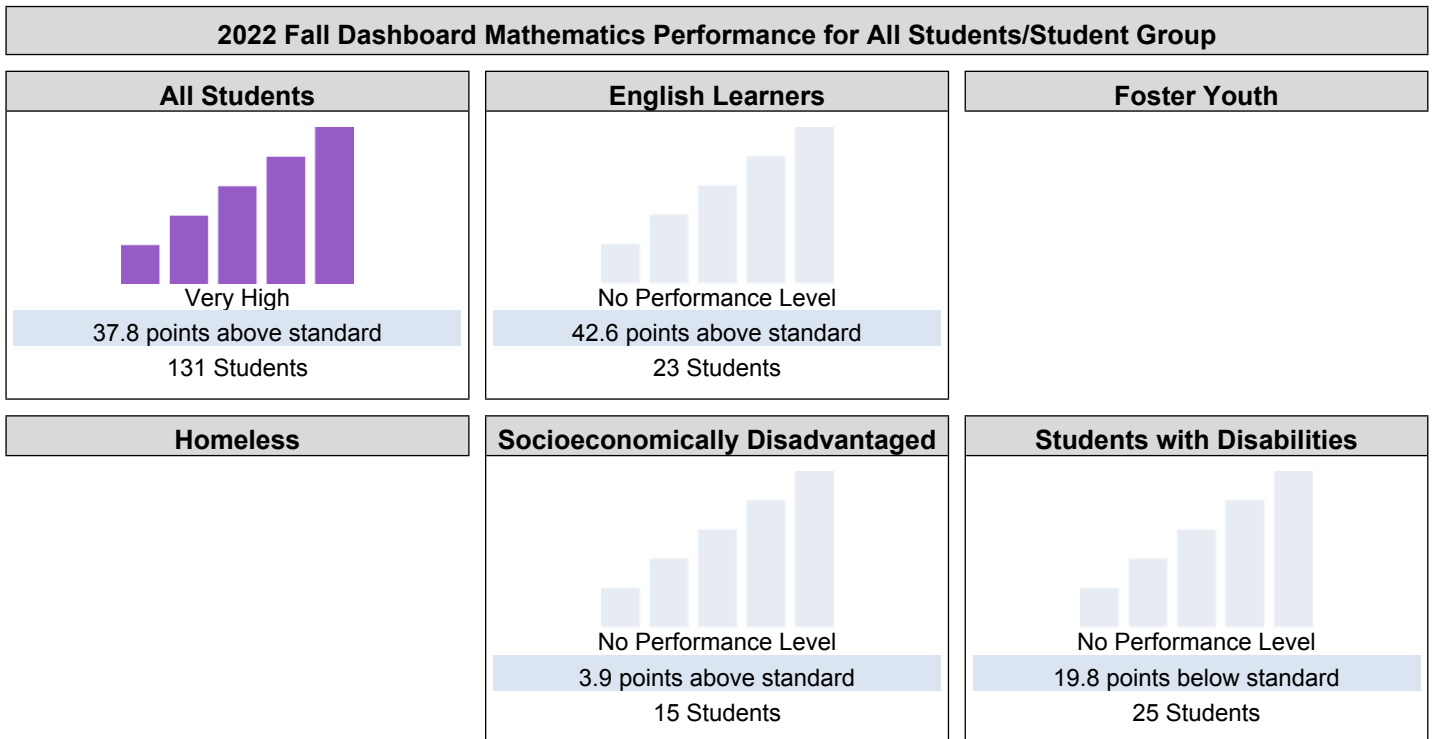 2022 Fall Dashboard Mathematics Performance for All Students/Student Group
All Students
Very High
37.8 points above standard
131 Students
English Learners
No Performance Level
42.6 points above standard
23 Students
Foster Youth
Homeless
Socioeconomically Disadvantaged
No Performance Level
3.9 points above standard
15 Students
Students with Disabilities
No Performance Level
19.8 points below standard
25 Students